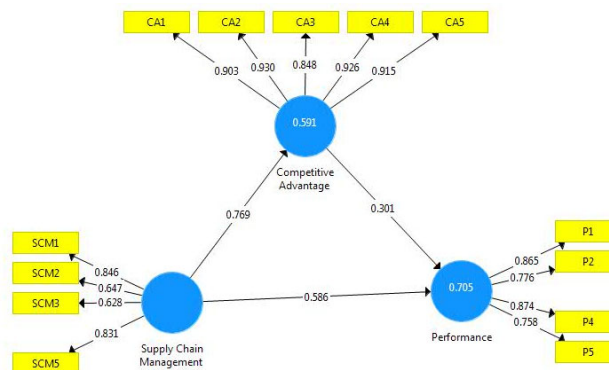 CA1 CA2 CA3 CA4 CA5
0.903 0.930 0.848 0.926 0.915
0.591
Competitive
Advantage
0.769
0.301
SCM1
SCM2
SCM3
SCM5
0.846
0.647
0.628
0.831
Supply Chain
Management
0.586
0.705
Performance
0.865
0.776
0.874
0.758
P1
P2
P4
P5